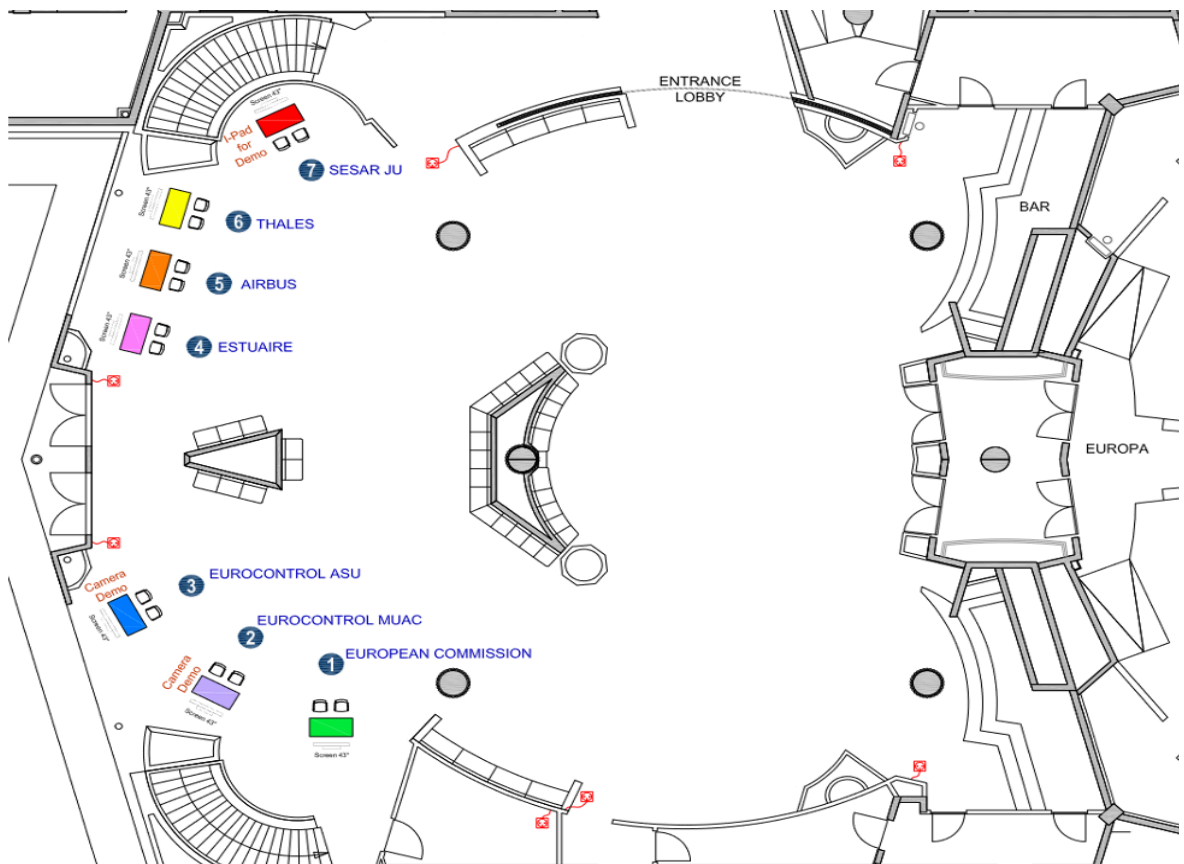 ENTRANCE
LOBBY
Screen 43"
I-Pad
for
Demo
7 SESAR JU
Screen 43"
6 THALES
BAR
Screen 43"
5 AIRBUS
Screen 43"
4 ESTUAIRE
EUROPA
Camera
Demo
3 EUROCONTROL ASU
Screen 43"
2 EUROCONTROL MUAC
Camera
Demo
Screen 43"
1 EUROPEAN COMMISSION
Screen 43"